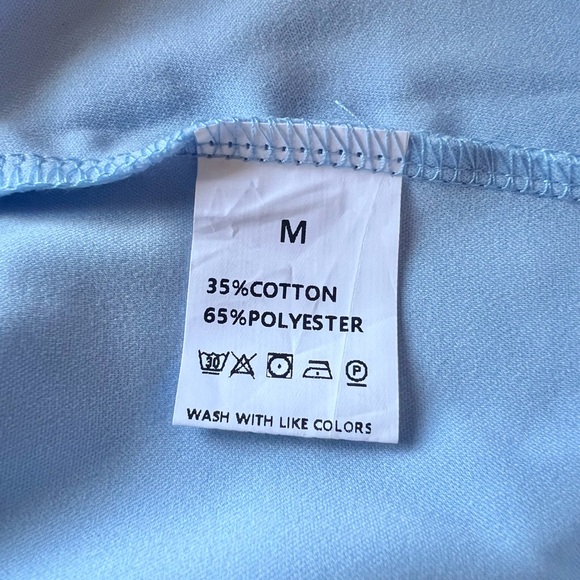 M
35%COTTON
65%POLYESTER
30 P
WASH WITH LIKE COLORS